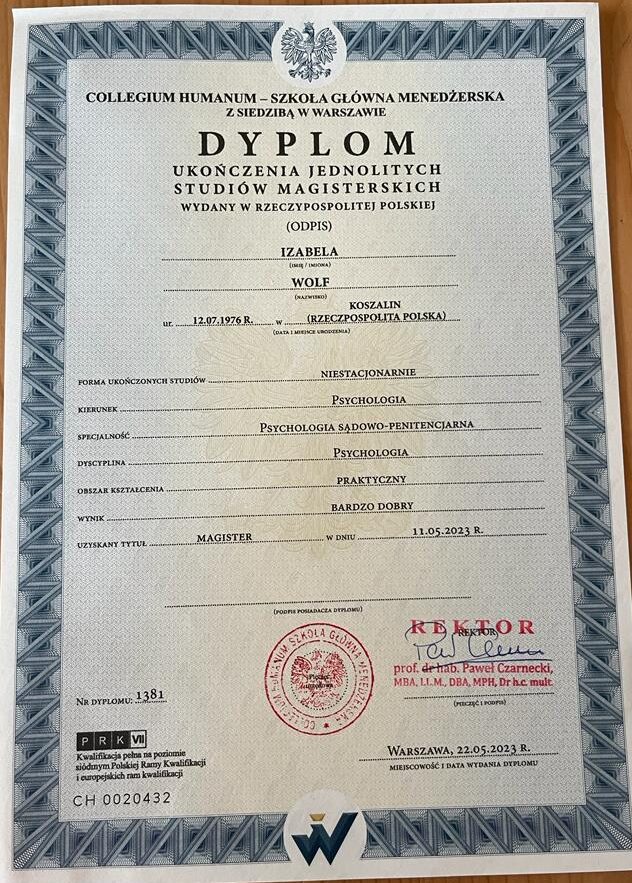 COLLEGIUM HUMANUM – SZKOŁA GŁÓWNA MENEDŻERSKA
Z SIEDZIBĄ W WARSZAWIE
DYPLOM
UKOŃCZENIA JEDNOLITYCH
STUDIÓW MAGISTERSKICH
WYDANY W RZECZYPOSPOLITEJ POLSKIEJ
(ODPIS)
IZABELA
(IMIĘ / IMIONA)
WOLF
(NAZWISKO)
KOSZALIN
ur. 12.07.1976 R. w (RZECZPOSPOLITA POLSKA)
(DATA I MIEJSCE URODZENIA)
FORMA UKOŃCZONYCH STUDIÓW NIESTACJONARNIE
KIERUNEK PSYCHOLOGIA
SPECJALNOŚĆ PSYCHOLOGIA SĄDOWO-PENITENCJARNA
DYSCYPLINA PSYCHOLOGIA
OBSZAR KSZTAŁCENIA PRAKTYCZNY
WYNIK BARDZO DOBRY
UZYSKANY TYTUŁ MAGISTER W DNIU 11.05.2023 R.
(PODPIS POSIADACZA DYPLOMU)
COLLEGIUM HUMANUM SZKOŁA GŁÓWNA MENEDŻERSKA
REKTOR
REKTOR
prof. dr hab. Paweł Czarnecki,
MBA, LL.M., DBA, MPH, Dr h.c. mult.
(PIECZĘĆ I PODPIS)
NR DYPLOMU: 1381
PRK VII
Kwalifikacja pełna na poziomie
siódmym Polskiej Ramy Kwalifikacji
i europejskich ram kwalifikacji
CH 0020432
WARSZAWA, 22.05.2023 R.
MIEJSCOWOŚĆ I DATA WYDANIA DYPLOMU